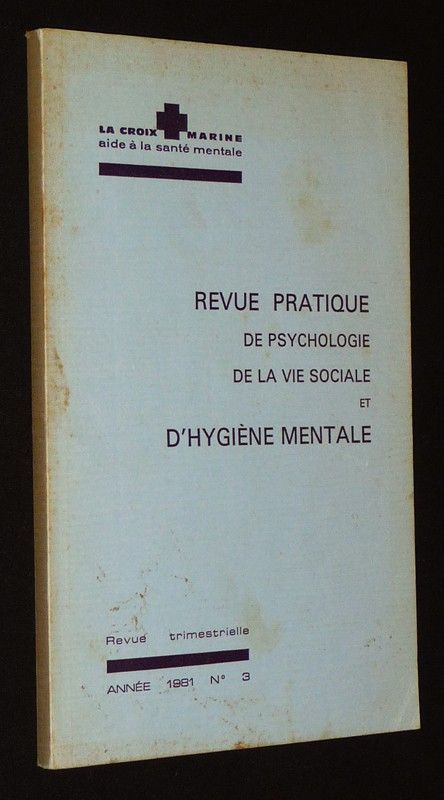 LA CROIX MARINE
aide à la santé mentale
REVUE PRATIQUE
DE PSYCHOLOGIE
DE LA VIE SOCIALE
ET
D'HYGIÈNE MENTALE
Revue trimestrielle
ANNÉE 1981 N° 3